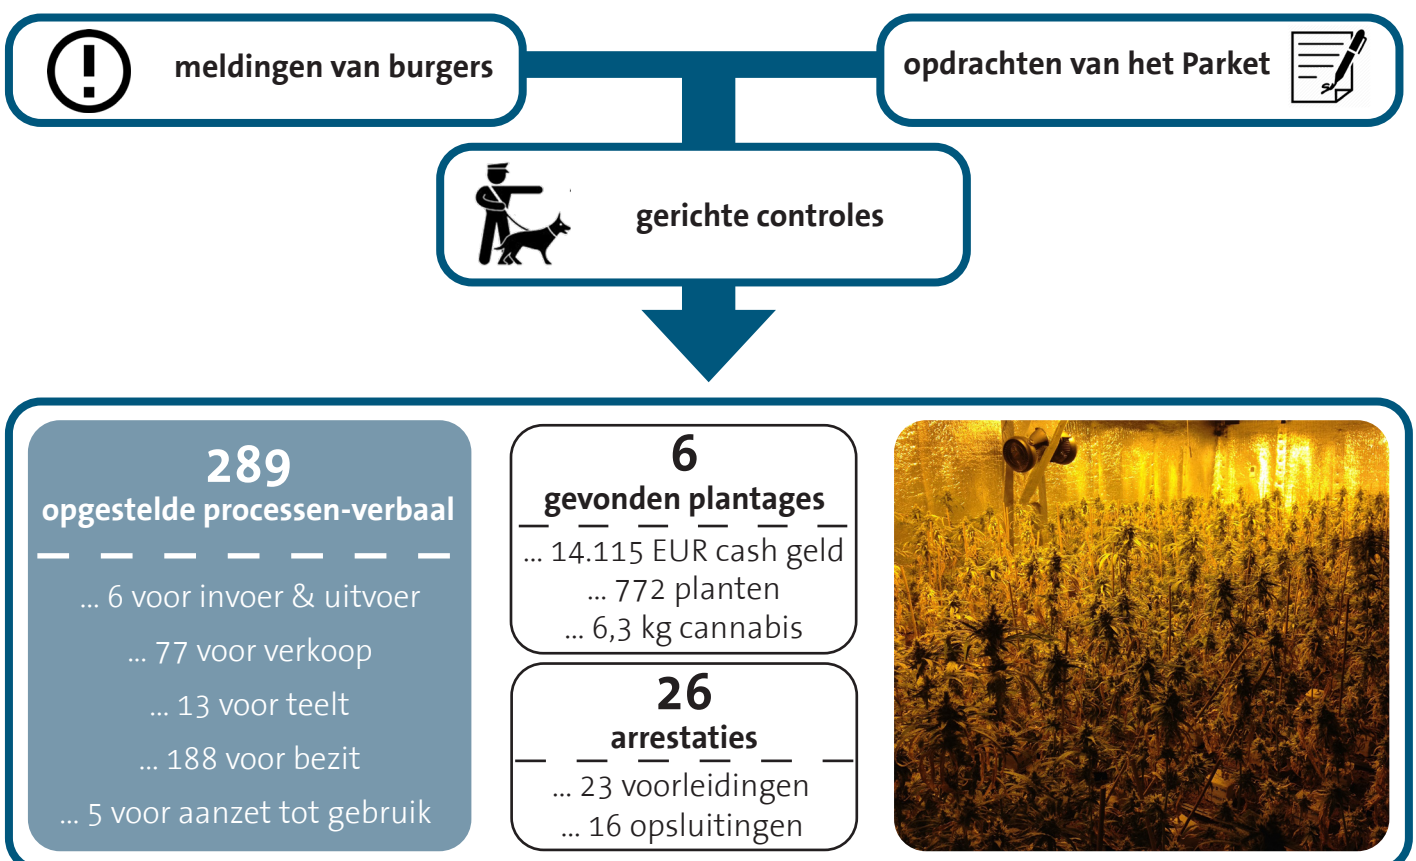 meldingen van burgers
opdrachten van het Parket
gerichte controles
289
opgestelde processen-verbaal
... 6 voor invoer & uitvoer
... 77 voor verkoop
... 13 voor teelt
... 188 voor bezit
... 5 voor aanzet tot gebruik
6
gevonden plantages
... 14.115 EUR cash geld
... 772 planten
... 6,3 kg cannabis
26
arrestaties
... 23 voorleidingen
... 16 opsluitingen